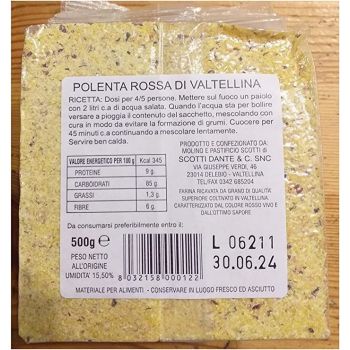 POLENTA ROSSA DI VALTELLINA
RICETTA: Dosi per 4/5 persone. Mettere sul fuoco un paiolo
con 2 litri c.a di acqua salata. Quando l'acqua sta per bollire
versare a pioggia il contenuto del sacchetto, mescolando con
cura in modo da evitare la formazione di grumi. Cuocere per
45 minuti c.a continuando a mescolare lentamente.
Servire ben calda.
VALORE ENERGETICO PER 100 g Kcal 345
PROTEINE 9 g.
CARBOIDRATI 65 g
GRASSI 1,3 g.
FIBRE 6 g.
PRODOTTO E CONFEZIONATO DA:
MOLINO E PASTIFICIO SCOTTI di
SCOTTI DANTE & C. SNC
VIA GIUSEPPE VERDI, 46
23014 DELEBIO - VALTELLINA
TEL/FAX 0342.685204
FARINA RICAVATA DA GRANO DI QUALITÀ
SUPERIORE COLTIVATO IN VALTELLINA
CARATTERIZZATO DAL COLORE ROSSO VIVO E
DALL'OTTIMO SAPORE
Da consumarsi preferibilmente entro il:
500g e
PESO NETTO
ALL'ORIGINE
UMIDITA' 15,50%
8 032158 000122
L 06211
30.06.24
MATERIALE PER ALIMENTI - CONSERVARE IN LUOGO FRESCO ED ASCIUTTO